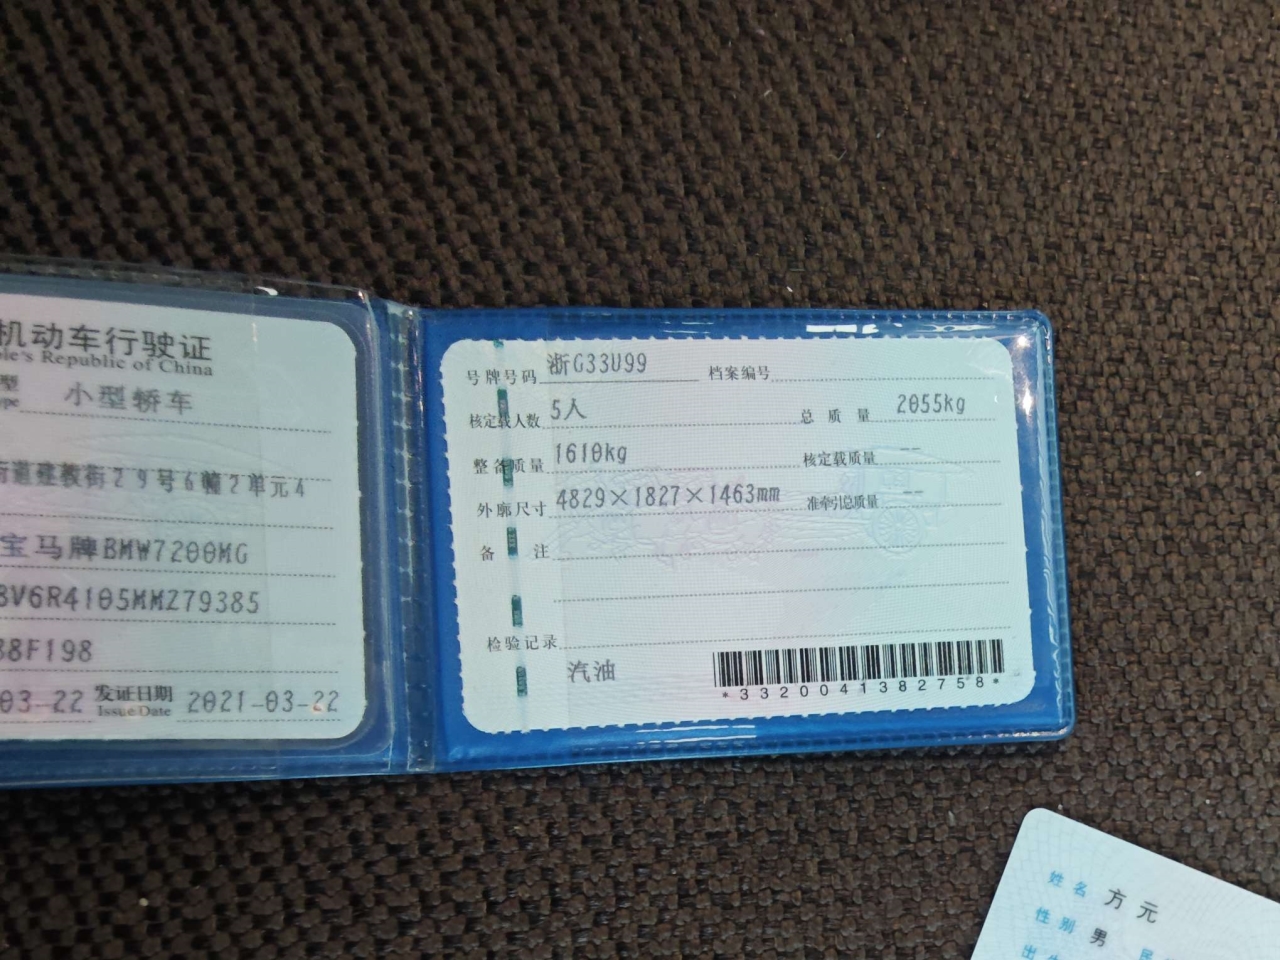 机动车行驶证
ple's Republic of China
型 小型轿车
ype
街道建教街29号6幢2单元4
宝马牌BMW7200MG
BV6R4105MMZ79385
38F198
03-22 发证日期 2021-03-22
Issue Date
号牌号码 浙G33U99 档案编号
核定载人数 5人 总质量 2055kg
整备质量 1610kg 核定载质量 --
外廓尺寸 4829×1827×1463mm 准牵引总质量 --
备注
检验记录
汽油
*3320041382758*
姓名 方元
性别 男 民
出生